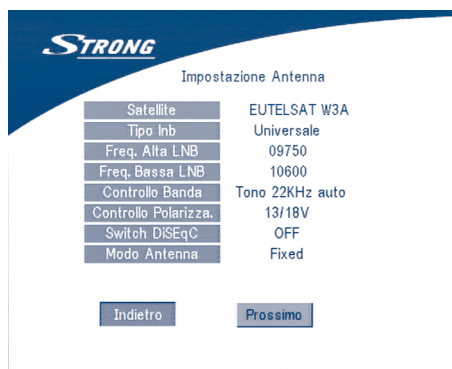 STRONG
Impostazione Antenna
Satellite EUTELSAT W3A
Tipo lnb Universale
Freq. Alta LNB 09750
Freq. Bassa LNB 10600
Controllo Banda Tono 22KHz auto
Controllo Polarizza. 13/18V
Switch DiSEqC OFF
Modo Antenna Fixed
Indietro Prossimo